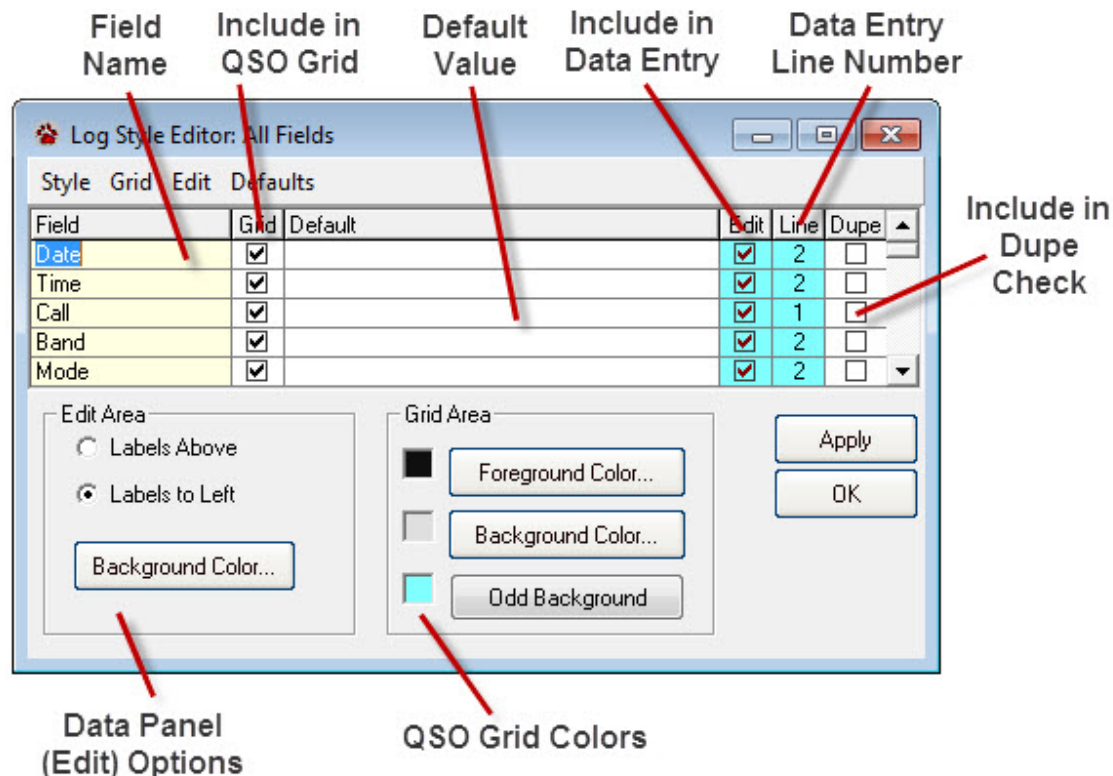 Field Name
Include in QSO Grid
Default Value
Include in Data Entry
Data Entry Line Number
Log Style Editor: All Fields
Style Grid Edit Defaults
Field Grid Default Edit Line Dupe
Date 2
Time 2
Call 1
Band 2
Mode 2
Include in Dupe Check
Edit Area
Labels Above
Labels to Left
Background Color...
Grid Area
Foreground Color...
Background Color...
Odd Background
Apply
OK
Data Panel (Edit) Options
QSO Grid Colors